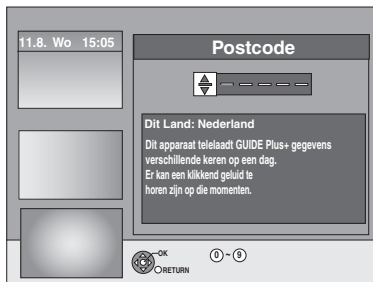 11.8. Wo 15:05
Postcode
Dit Land: Nederland
Dit apparaat telelaadt GUIDE Plus+ gegevens
verschillende keren op een dag.
Er kan een klikkend geluid te
horen zijn op die momenten.
OK
RETURN
0 ~ 9